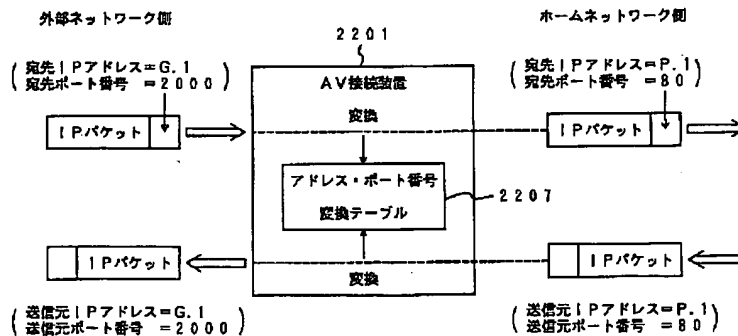 外部ネットワーク側
ホームネットワーク側
2201
宛先IPアドレス=G.1
宛先ポート番号 =2000
宛先IPアドレス=P.1
宛先ポート番号 =80
AV接続装置
変換
IPパケット
IPパケット
アドレス・ポート番号
変換テーブル
2207
IPパケット
IPパケット
変換
送信元IPアドレス=G.1
送信元ポート番号 =2000
送信元IPアドレス=P.1
送信元ポート番号 =80